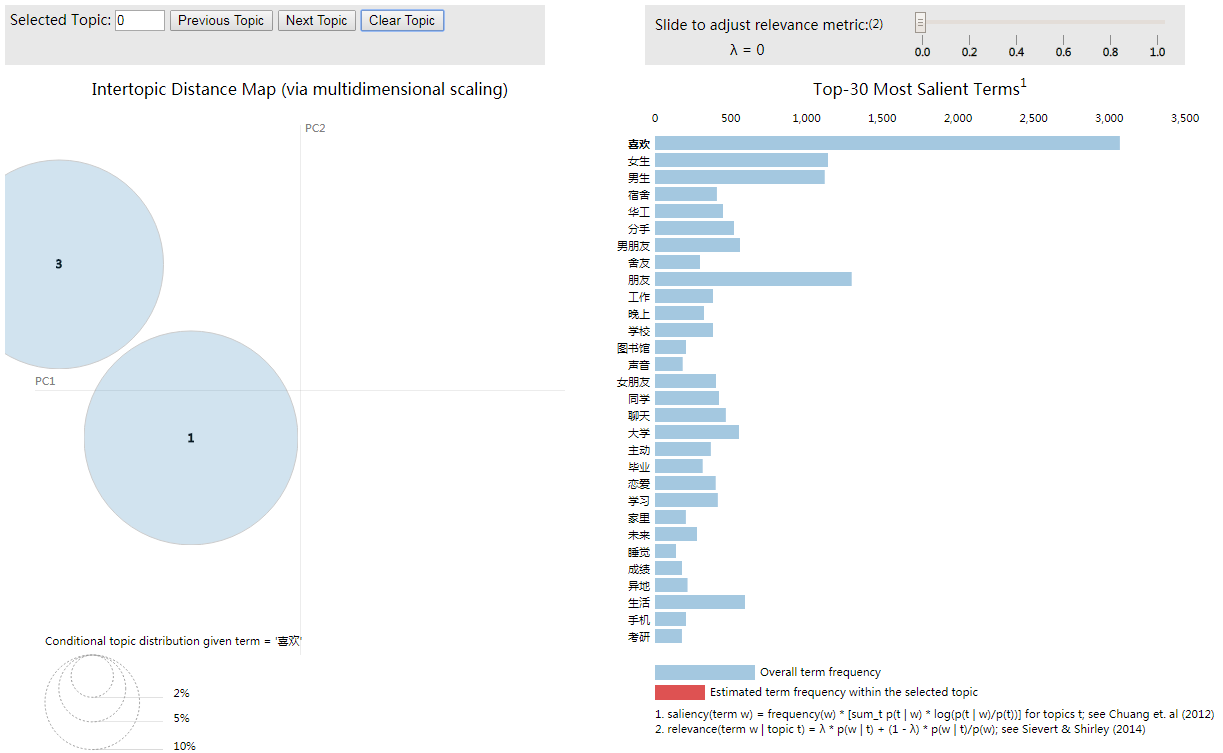 Selected Topic: 0 Previous Topic Next Topic Clear Topic
Slide to adjust relevance metric:(2)
λ = 0
0.0 0.2 0.4 0.6 0.8 1.0
Intertopic Distance Map (via multidimensional scaling)
PC2
3
PC1
1
Conditional topic distribution given term = '喜欢'
2%
5%
10%
Top-30 Most Salient Terms1
0 500 1,000 1,500 2,000 2,500 3,000 3,500
喜欢
女生
男生
宿舍
华工
分手
男朋友
舍友
朋友
工作
晚上
学校
图书馆
声音
女朋友
同学
聊天
大学
主动
毕业
恋爱
学习
家里
未来
睡觉
成绩
异地
生活
手机
考研
Overall term frequency
Estimated term frequency within the selected topic
1. saliency(term w) = frequency(w) * [sum_t p(t | w) * log(p(t | w)/p(t))] for topics t; see Chuang et. al (2012)
2. relevance(term w | topic t) = λ * p(w | t) + (1 - λ) * p(w | t)/p(w); see Sievert & Shirley (2014)